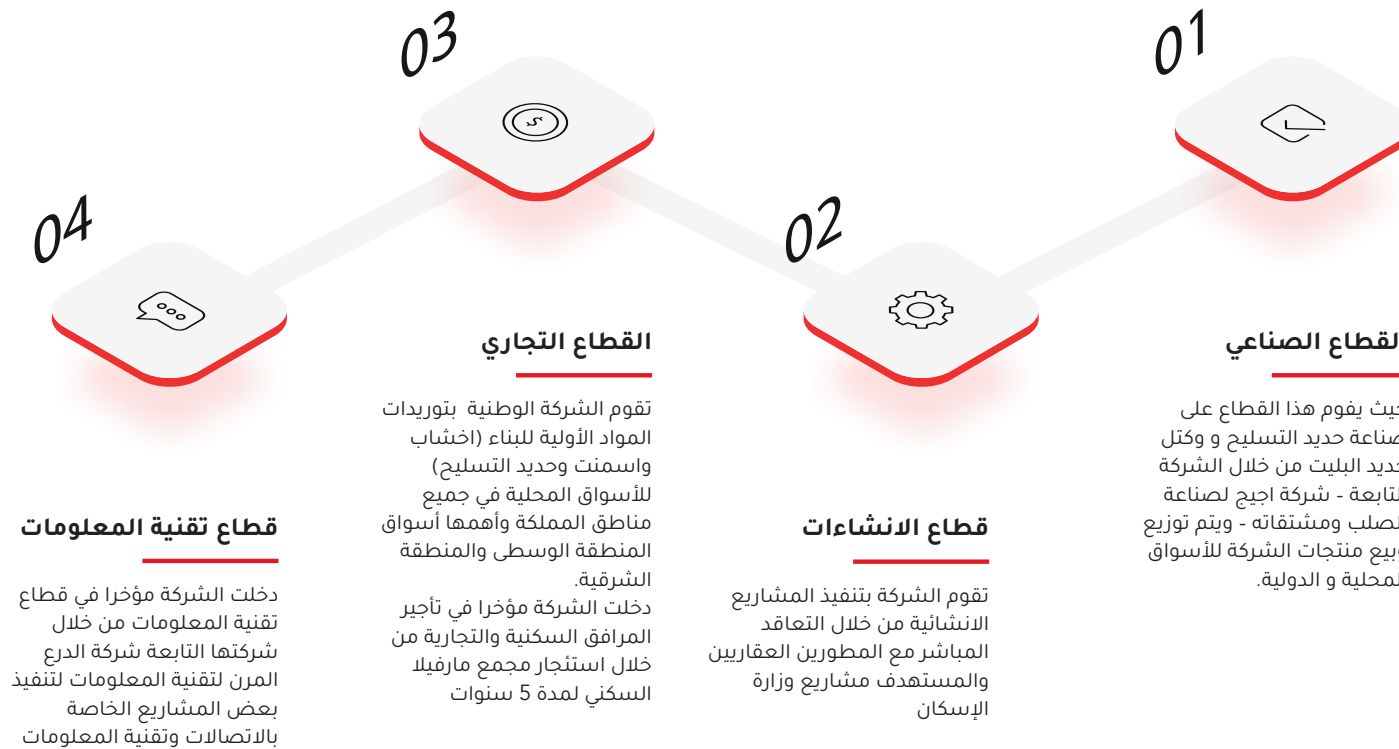 01
لقطاع الصناعي
حيث يفوم هذا القطاع على
صناعة حديد التسليح و وكتل
حديد البليت من خلال الشركة
لتابعة - شركة اجيج لصناعة
لصلب ومشتقاته - ويتم توزيع
وبيع منتجات الشركة للأسواق
لمحلية و الدولية.
02
قطاع الانشاءات
تقوم الشركة بتنفيذ المشاريع
الانشائية من خلال التعاقد
المباشر مع المطورين العقاريين
والمستهدف مشاريع وزارة
الإسكان
03
القطاع التجاري
تقوم الشركة الوطنية بتوريدات
المواد الأولية للبناء (اخشاب
واسمنت وحديد التسليح)
للأسواق المحلية في جميع
مناطق المملكة وأهمها أسواق
المنطقة الوسطى والمنطقة
الشرقية.
دخلت الشركة مؤخرا في تأجير
المرافق السكنية والتجارية من
خلال استئجار مجمع مارفيلا
السكني لمدة 5 سنوات
04
قطاع تقنية المعلومات
دخلت الشركة مؤخرا في قطاع
تقنية المعلومات من خلال
شركتها التابعة شركة الدرع
المرن لتقنية المعلومات لتنفيذ
بعض المشاريع الخاصة
بالاتصالات وتقنية المعلومات